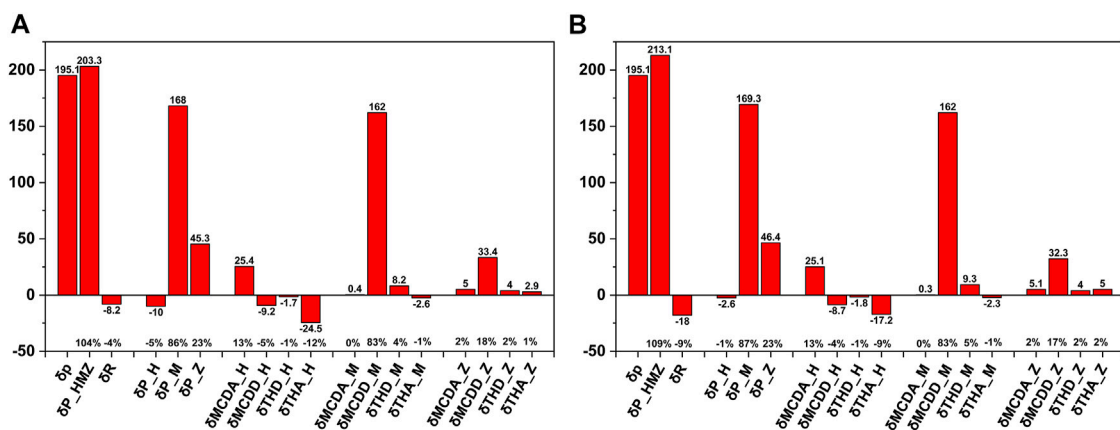 A
B
200
150
100
50
0
-50
195.1
203.3
-8.2
-10
168
45.3
25.4
-9.2
-1.7
-24.5
0.4
162
8.2
-2.6
5
33.4
4
2.9
104% -4% -5% 86% 23% 13% -5% -1% -12% 0% 83% 4% -1% 2% 18% 2% 1%
δp
δP_HMZ
δR
δP_H
δP_M
δP_Z
δMCDA_H
δMCDD_H
δTHD_H
δTHA_H
δMCDA_M
δMCDD_M
δTHD_M
δTHA_M
δMCDA_Z
δMCDD_Z
δTHD_Z
δTHA_Z
200
150
100
50
0
-50
195.1
213.1
-18
-2.6
169.3
46.4
25.1
-8.7
-1.8
-17.2
0.3
162
9.3
-2.3
5.1
32.3
4
5
109% -9% -1% 87% 23% 13% -4% -1% -9% 0% 83% 5% -1% 2% 17% 2% 2%
δp
δP_HMZ
δR
δP_H
δP_M
δP_Z
δMCDA_H
δMCDD_H
δTHD_H
δTHA_H
δMCDA_M
δMCDD_M
δTHD_M
δTHA_M
δMCDA_Z
δMCDD_Z
δTHD_Z
δTHA_Z